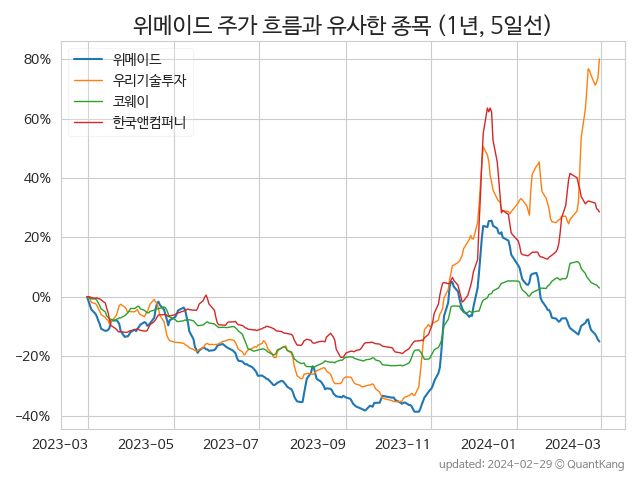 위메이드 주가 흐름과 유사한 종목 (1년, 5일선)
위메이드
우리기술투자
코웨이
한국앤컴퍼니
80%
60%
40%
20%
0%
−20%
−40%
2023-03 2023-05 2023-07 2023-09 2023-11 2024-01 2024-03
updated: 2024-02-29 © QuantKang